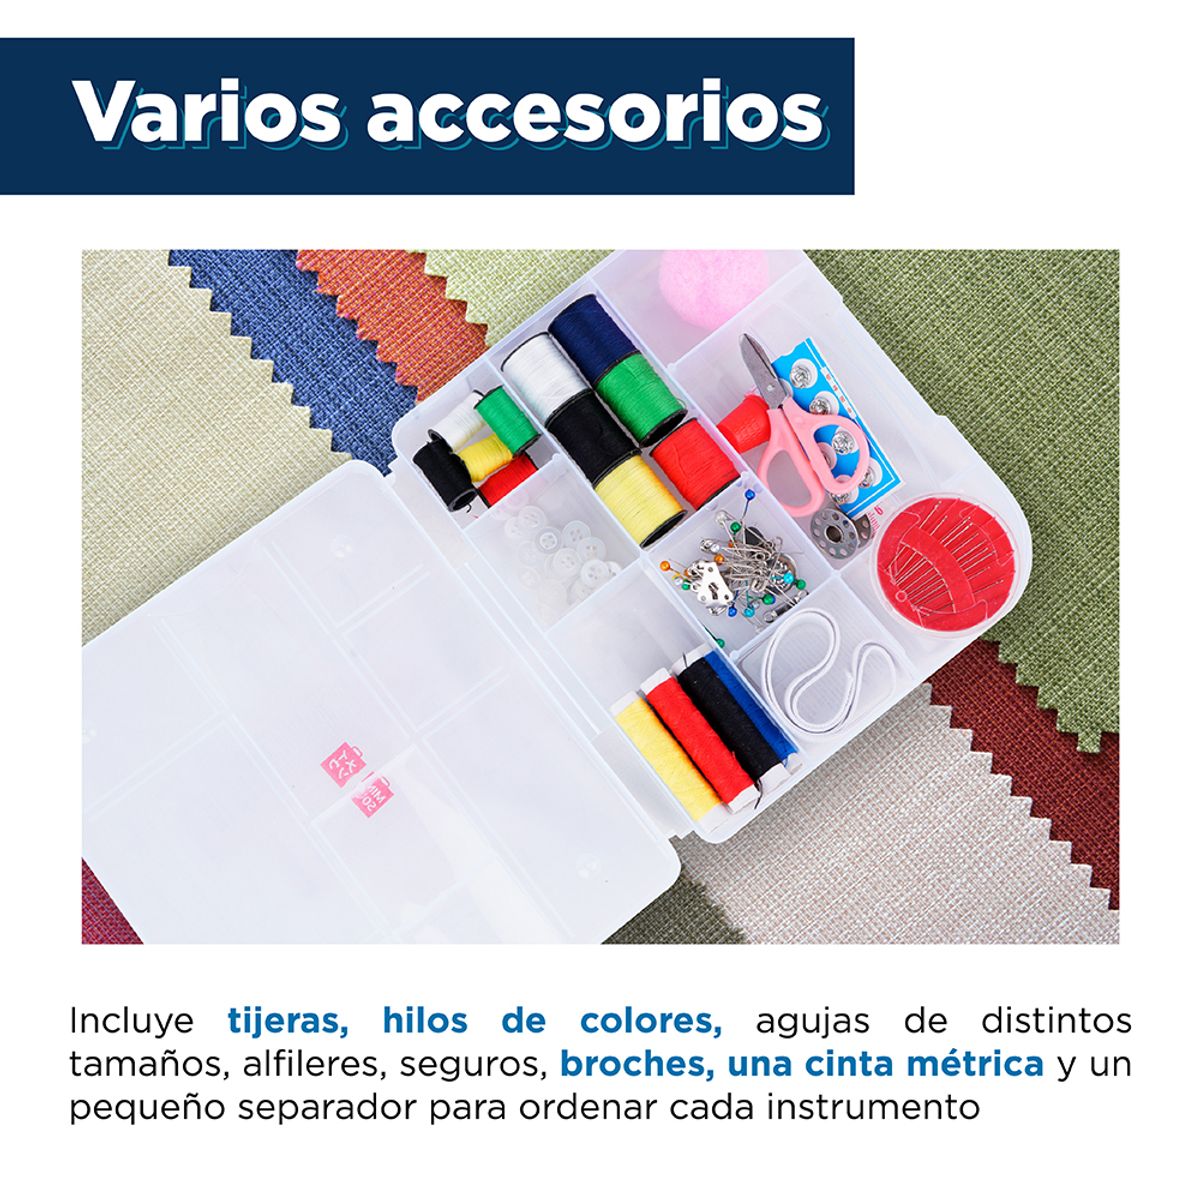 Varios accesorios
Incluye tijeras, hilos de colores, agujas de distintos
tamaños, alfileres, seguros, broches, una cinta métrica y un
pequeño separador para ordenar cada instrumento